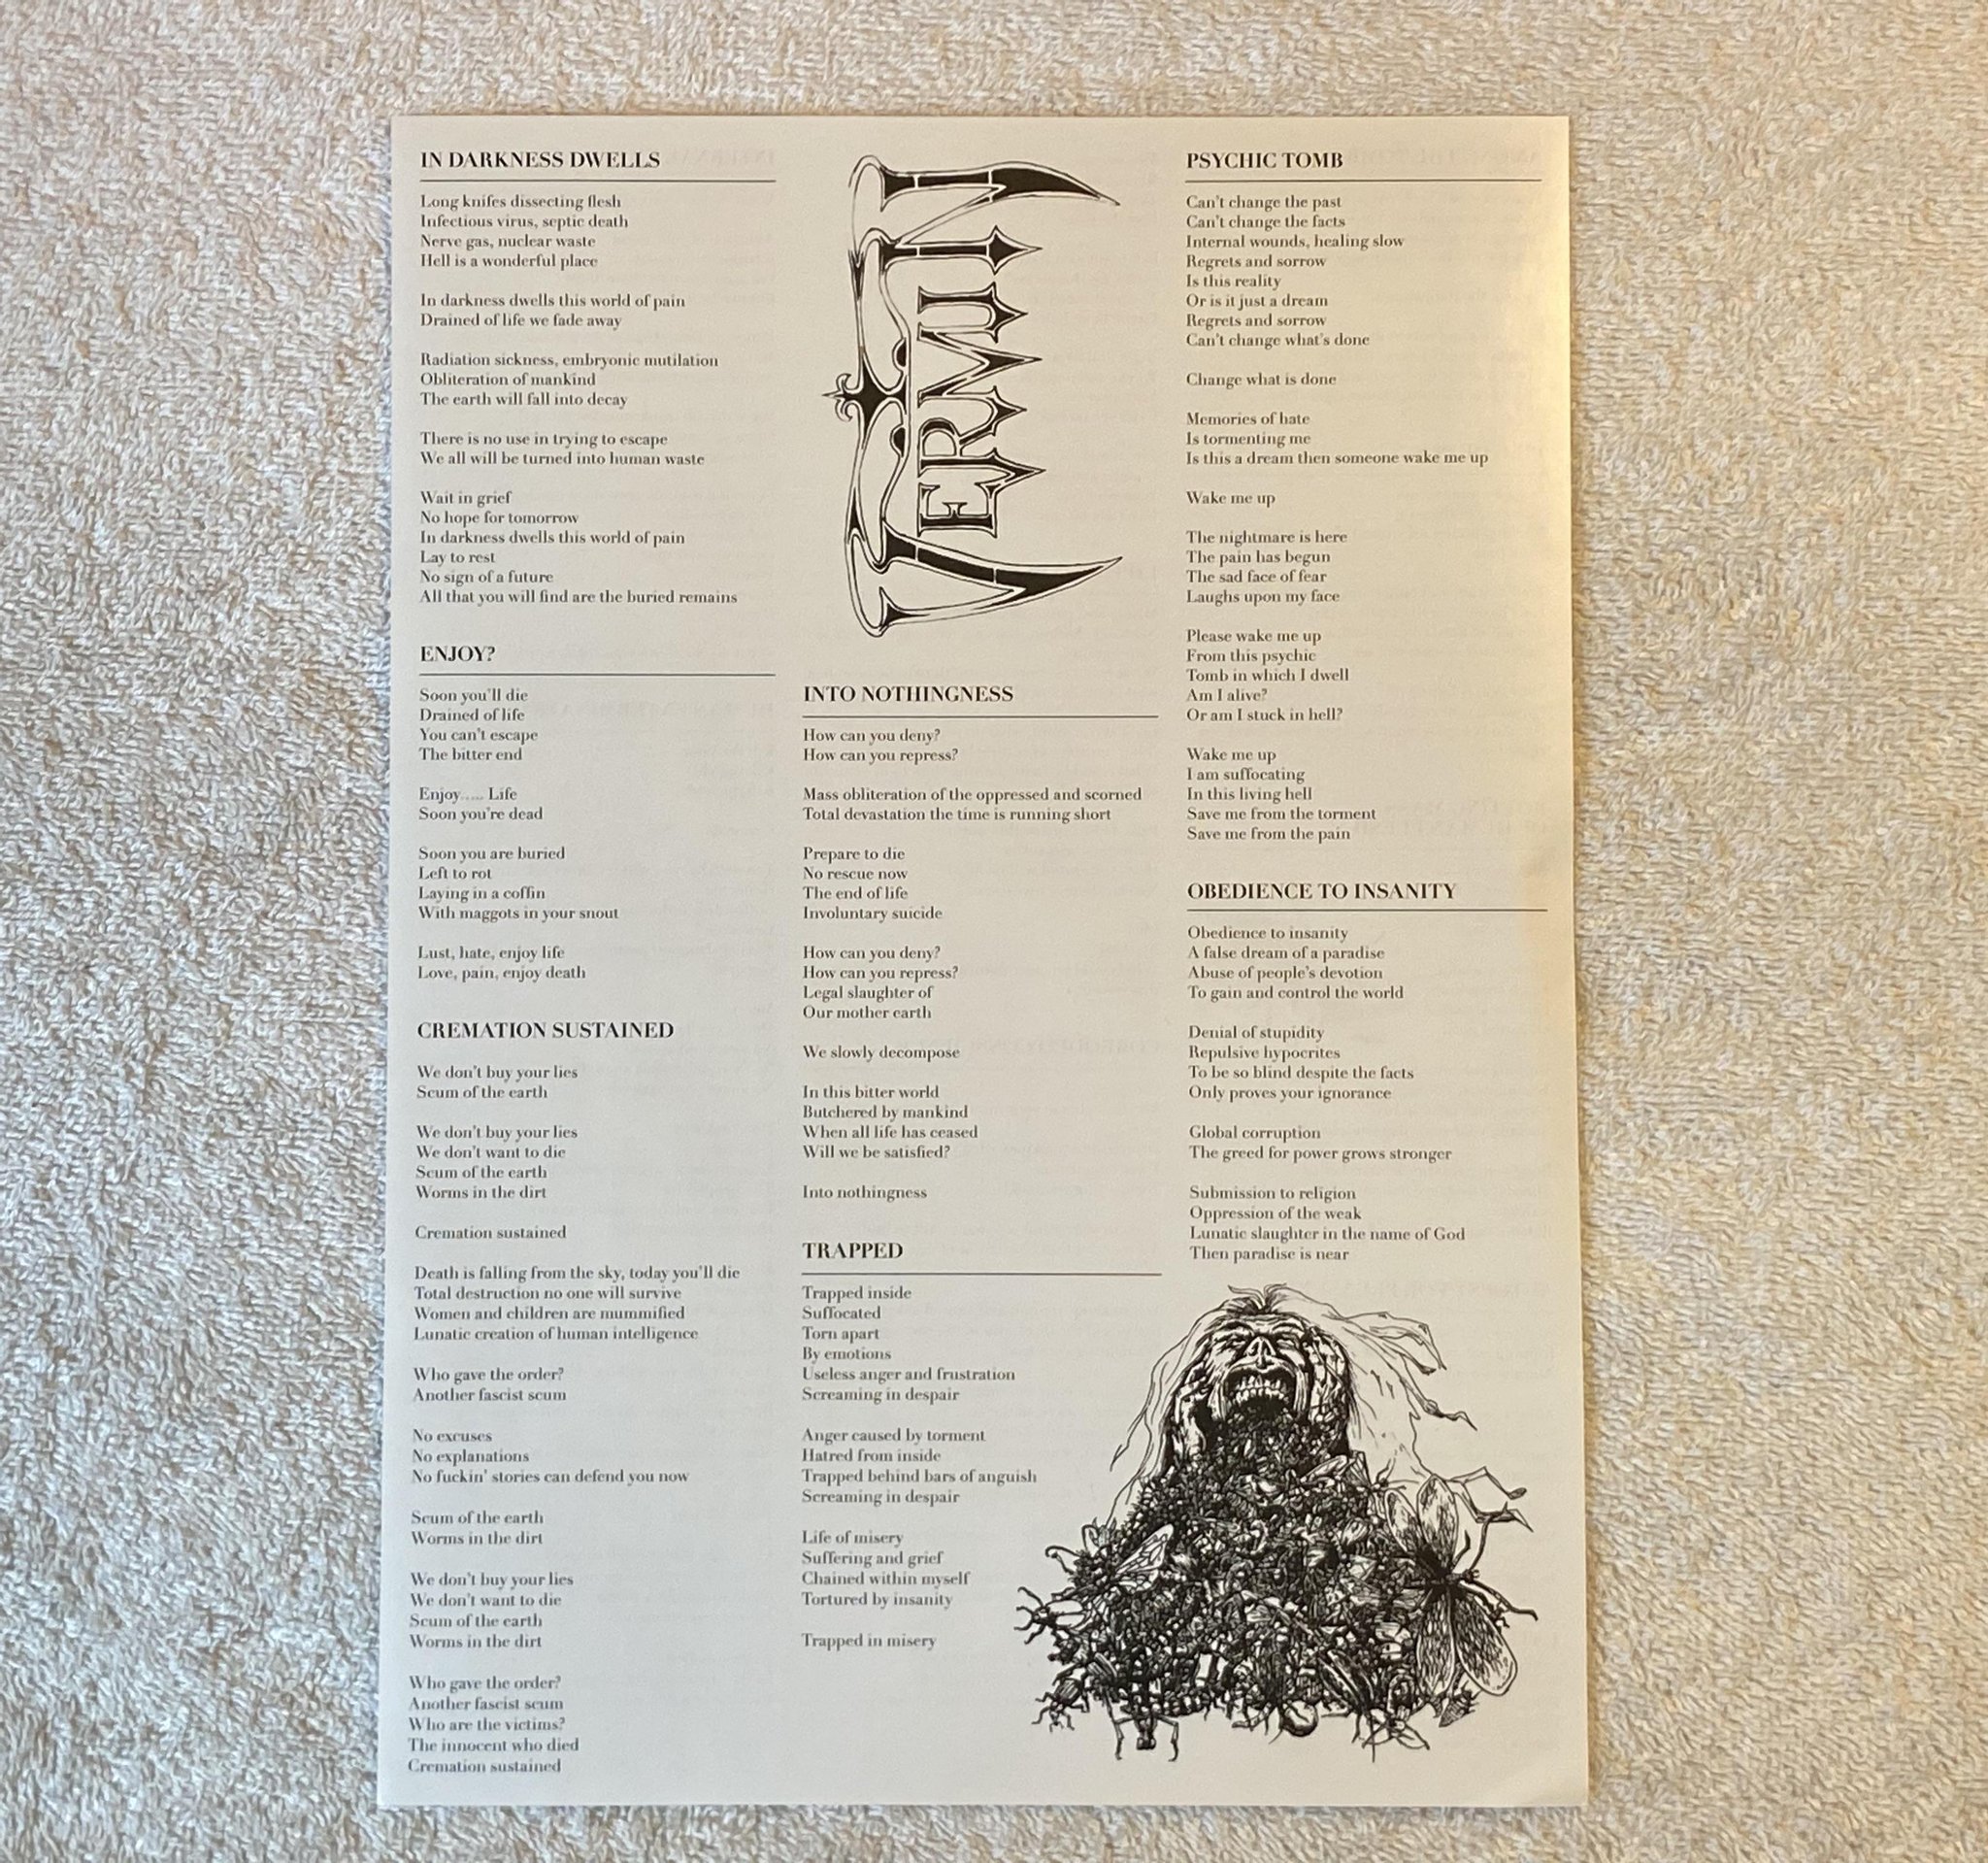 IN DARKNESS DWELLS
Long knifes dissecting flesh
Infectious virus, septic death
Nerve gas, nuclear waste
Hell is a wonderful place
In darkness dwells this world of pain
Drained of life we fade away
Radiation sickness, embryonic mutilation
Obliteration of mankind
The earth will fall into decay
There is no use in trying to escape
We all will be turned into human waste
Wait in grief
No hope for tomorrow
In darkness dwells this world of pain
Lay to rest
No sign of a future
All that you will find are the buried remains
ENJOY?
Soon you'll die
Drained of life
You can't escape
The bitter end
Enjoy..... Life
Soon you're dead
Soon you are buried
Left to rot
Laying in a coffin
With maggots in your snout
Lust, hate, enjoy life
Love, pain, enjoy death
CREMATION SUSTAINED
We don't buy your lies
Scum of the earth
We don't buy your lies
We don't want to die
Scum of the earth
Worms in the dirt
Cremation sustained
Death is falling from the sky, today you'll die
Total destruction no one will survive
Women and children are mummified
Lunatic creation of human intelligence
Who gave the order?
Another fascist scum
No excuses
No explanations
No fuckin' stories can defend you now
Scum of the earth
Worms in the dirt
We don't buy your lies
We don't want to die
Scum of the earth
Worms in the dirt
Who gave the order?
Another fascist scum
Who are the victims?
The innocent who died
Cremation sustained
VERMIN
INTO NOTHINGNESS
How can you deny?
How can you repress?
Mass obliteration of the oppressed and scorned
Total devastation the time is running short
Prepare to die
No rescue now
The end of life
Involuntary suicide
How can you deny?
How can you repress?
Legal slaughter of
Our mother earth
We slowly decompose
In this bitter world
Butchered by mankind
When all life has ceased
Will we be satisfied?
Into nothingness
TRAPPED
Trapped inside
Suffocated
Torn apart
By emotions
Useless anger and frustration
Screaming in despair
Anger caused by torment
Hatred from inside
Trapped behind bars of anguish
Screaming in despair
Life of misery
Suffering and grief
Chained within myself
Tortured by insanity
Trapped in misery
PSYCHIC TOMB
Can't change the past
Can't change the facts
Internal wounds, healing slow
Regrets and sorrow
Is this reality
Or is it just a dream
Regrets and sorrow
Can't change what's done
Change what is done
Memories of hate
Is tormenting me
Is this a dream then someone wake me up
Wake me up
The nightmare is here
The pain has begun
The sad face of fear
Laughs upon my face
Please wake me up
From this psychic
Tomb in which I dwell
Am I alive?
Or am I stuck in hell?
Wake me up
I am suffocating
In this living hell
Save me from the torment
Save me from the pain
OBEDIENCE TO INSANITY
Obedience to insanity
A false dream of a paradise
Abuse of people's devotion
To gain and control the world
Denial of stupidity
Repulsive hypocrites
To be so blind despite the facts
Only proves your ignorance
Global corruption
The greed for power grows stronger
Submission to religion
Oppression of the weak
Lunatic slaughter in the name of God
Then paradise is near